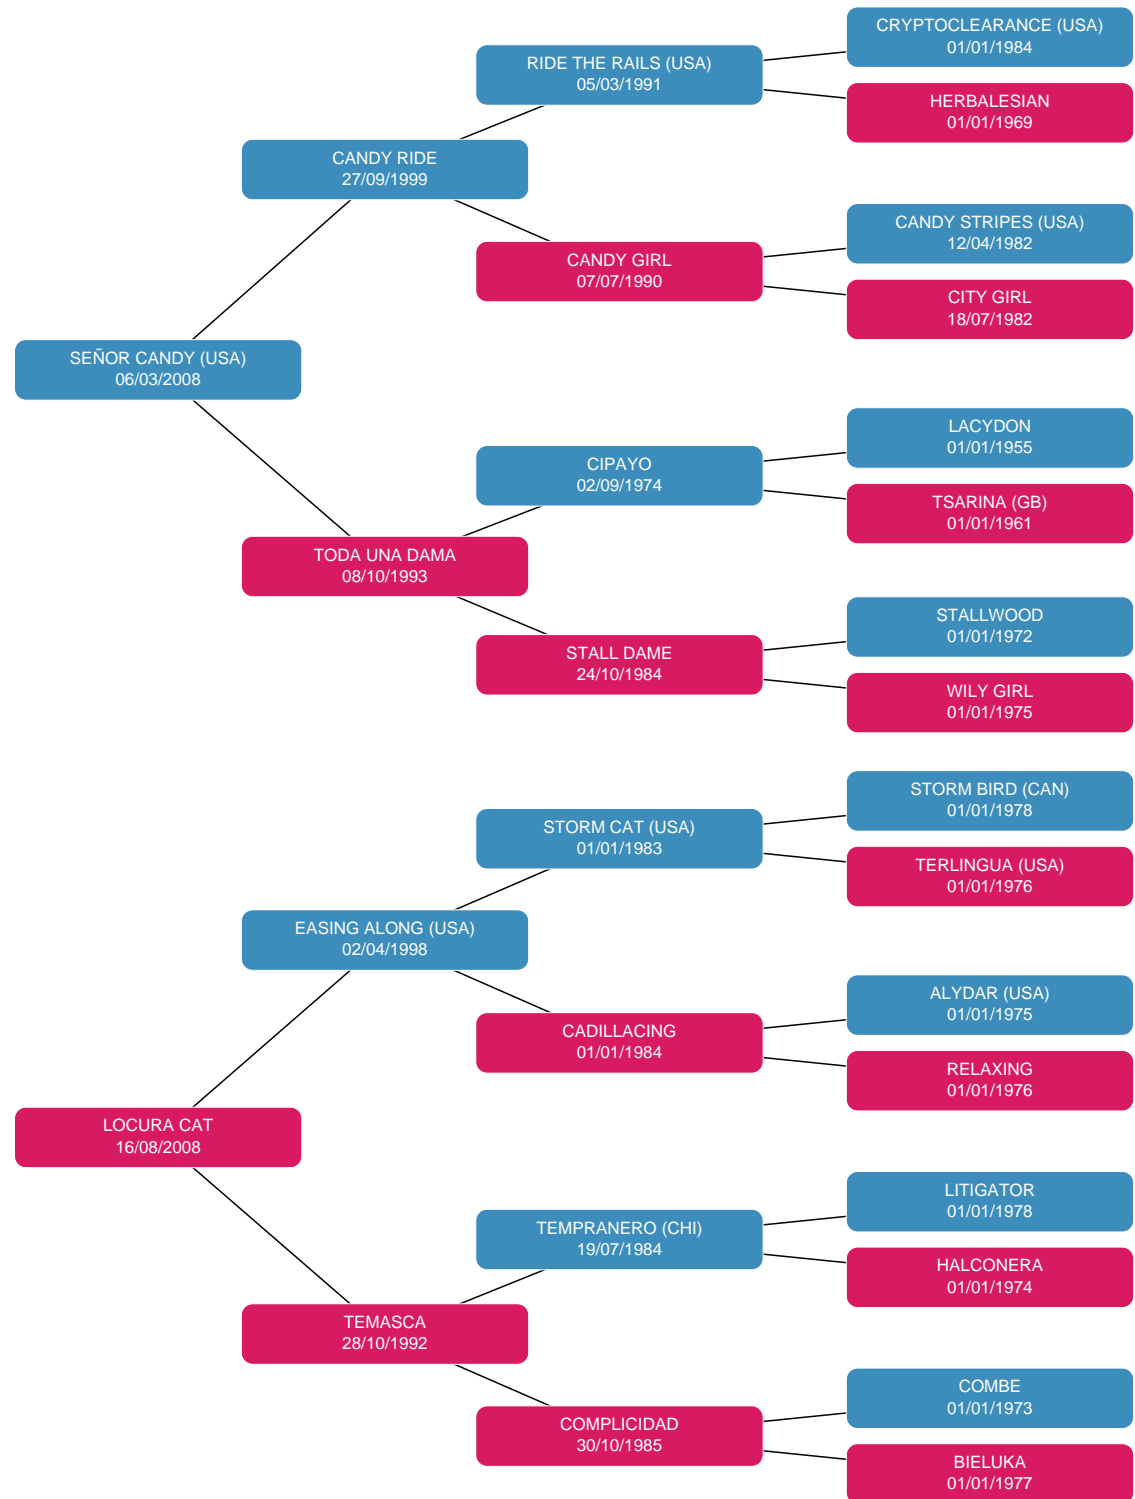 CRYPTOCLEARANCE (USA)
01/01/1984
RIDE THE RAILS (USA)
05/03/1991
HERBALESIAN
01/01/1969
CANDY RIDE
27/09/1999
CANDY STRIPES (USA)
12/04/1982
CANDY GIRL
07/07/1990
CITY GIRL
18/07/1982
SEÑOR CANDY (USA)
06/03/2008
LACYDON
01/01/1955
CIPAYO
02/09/1974
TSARINA (GB)
01/01/1961
TODA UNA DAMA
08/10/1993
STALLWOOD
01/01/1972
STALL DAME
24/10/1984
WILY GIRL
01/01/1975
STORM BIRD (CAN)
01/01/1978
STORM CAT (USA)
01/01/1983
TERLINGUA (USA)
01/01/1976
EASING ALONG (USA)
02/04/1998
ALYDAR (USA)
01/01/1975
CADILLACING
01/01/1984
RELAXING
01/01/1976
LOCURA CAT
16/08/2008
LITIGATOR
01/01/1978
TEMPRANERO (CHI)
19/07/1984
HALCONERA
01/01/1974
TEMASCA
28/10/1992
COMBE
01/01/1973
COMPLICIDAD
30/10/1985
BIELUKA
01/01/1977